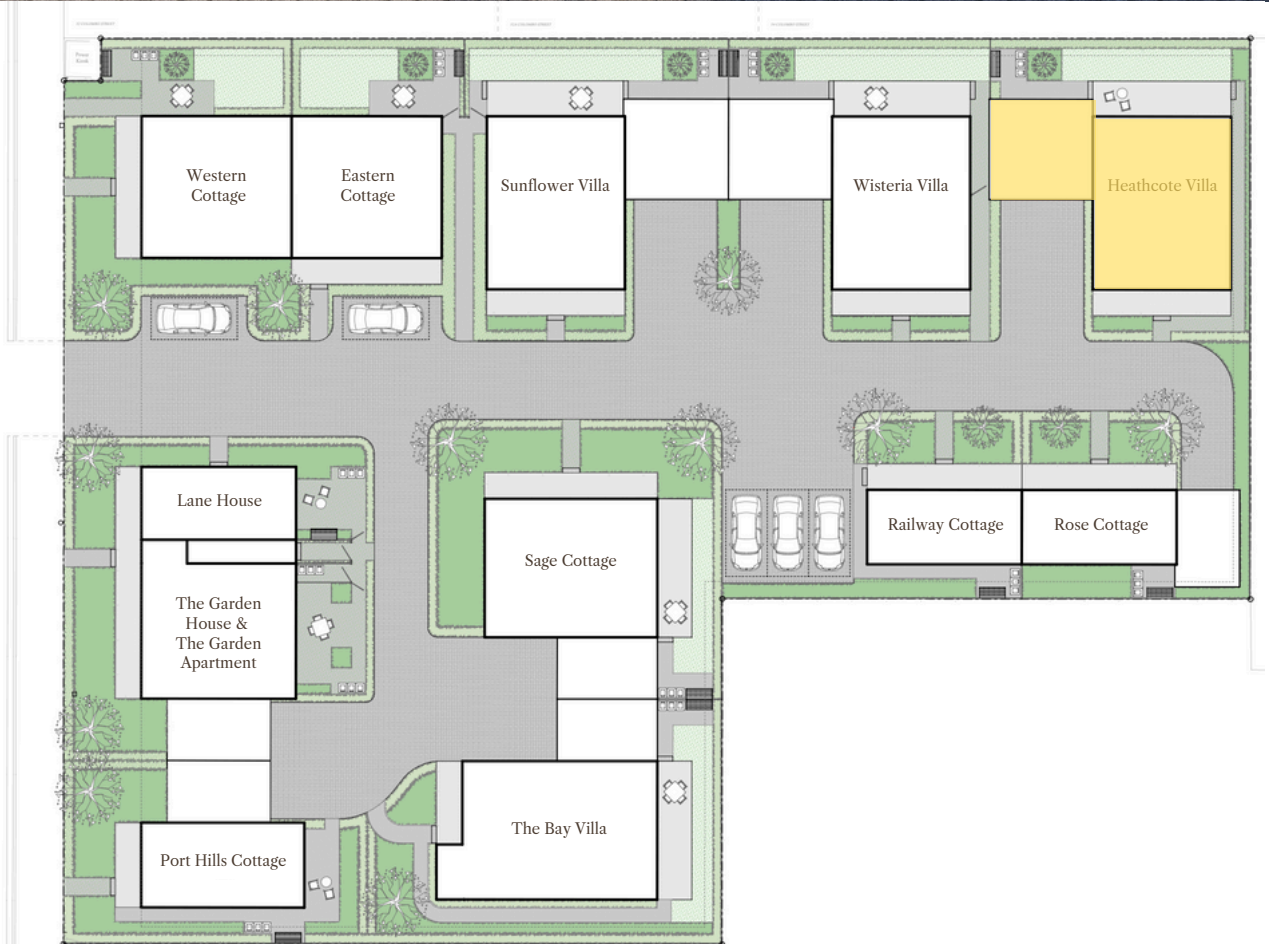 Western
Cottage
Eastern
Cottage
Sunflower Villa
Wisteria Villa
Heathcote Villa
Lane House
Railway Cottage
Rose Cottage
Sage Cottage
The Garden
House &
The Garden
Apartment
The Bay Villa
Port Hills Cottage